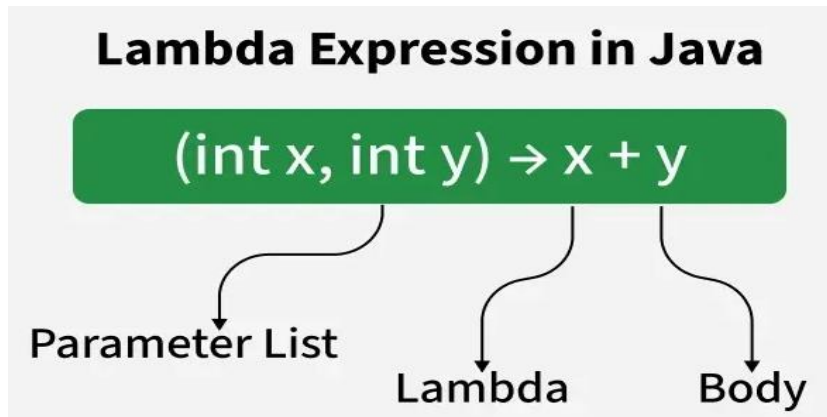 Lambda Expression in Java
(int x, int y) → x + y
Parameter List
Lambda
Body